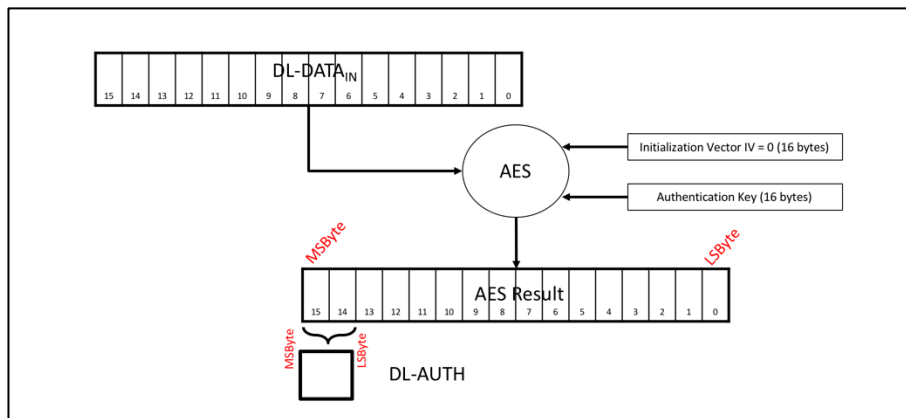 DL-DATAIN
15 14 13 12 11 10 9 8 7 6 5 4 3 2 1 0
Initialization Vector IV = 0 (16 bytes)
AES
Authentication Key (16 bytes)
MSByte
LSByte
AES Result
15 14 13 12 11 10 9 8 7 6 5 4 3 2 1 0
MSByte
LSByte
DL-AUTH